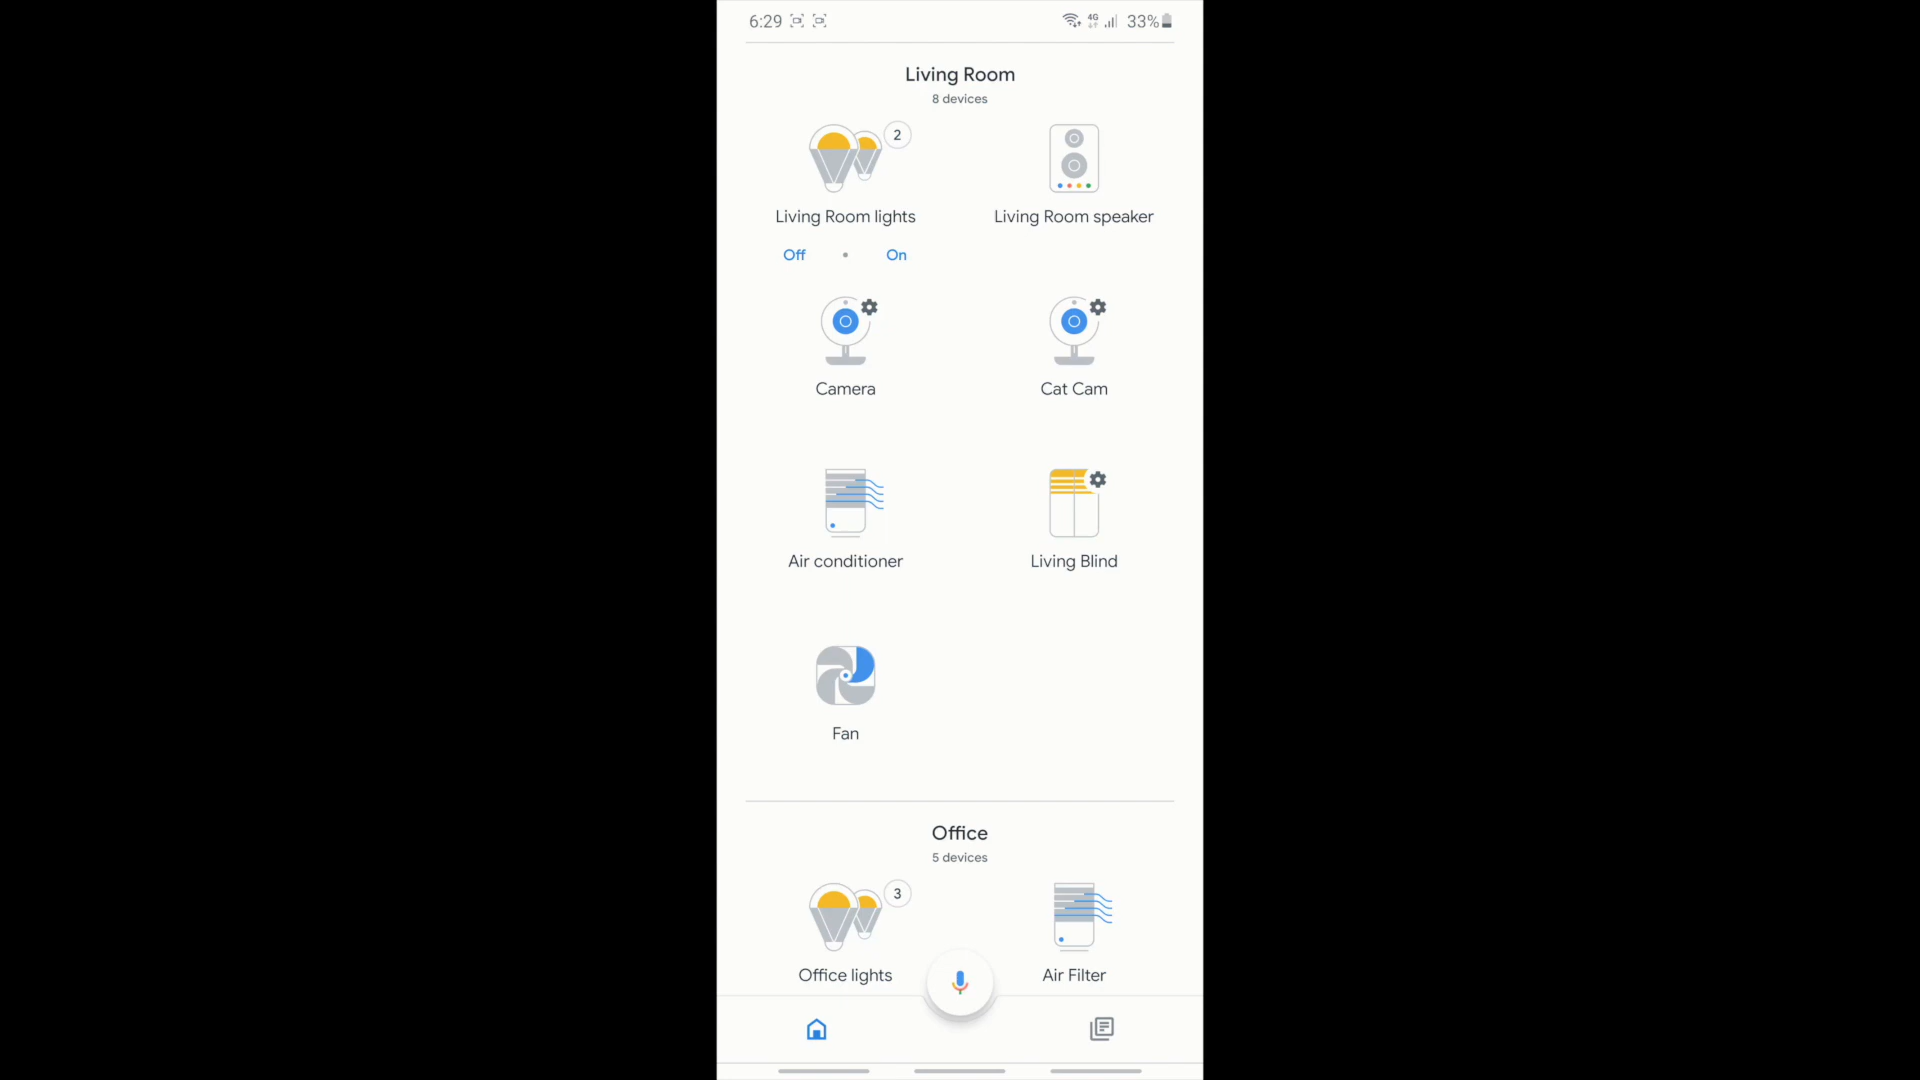 6:29 4G 33%
Living Room
8 devices
2
Living Room lights Living Room speaker
Off • On
Camera Cat Cam
Air conditioner Living Blind
Fan
Office
5 devices
3
Office lights Air Filter